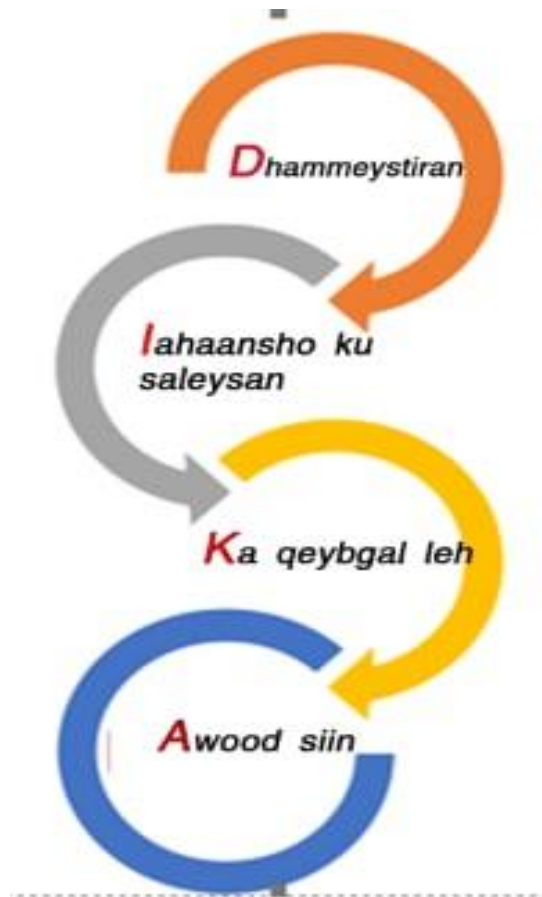 Dhammeystiran
Iahaansho ku
saleysan
Ka qeybgal leh
Awood siin